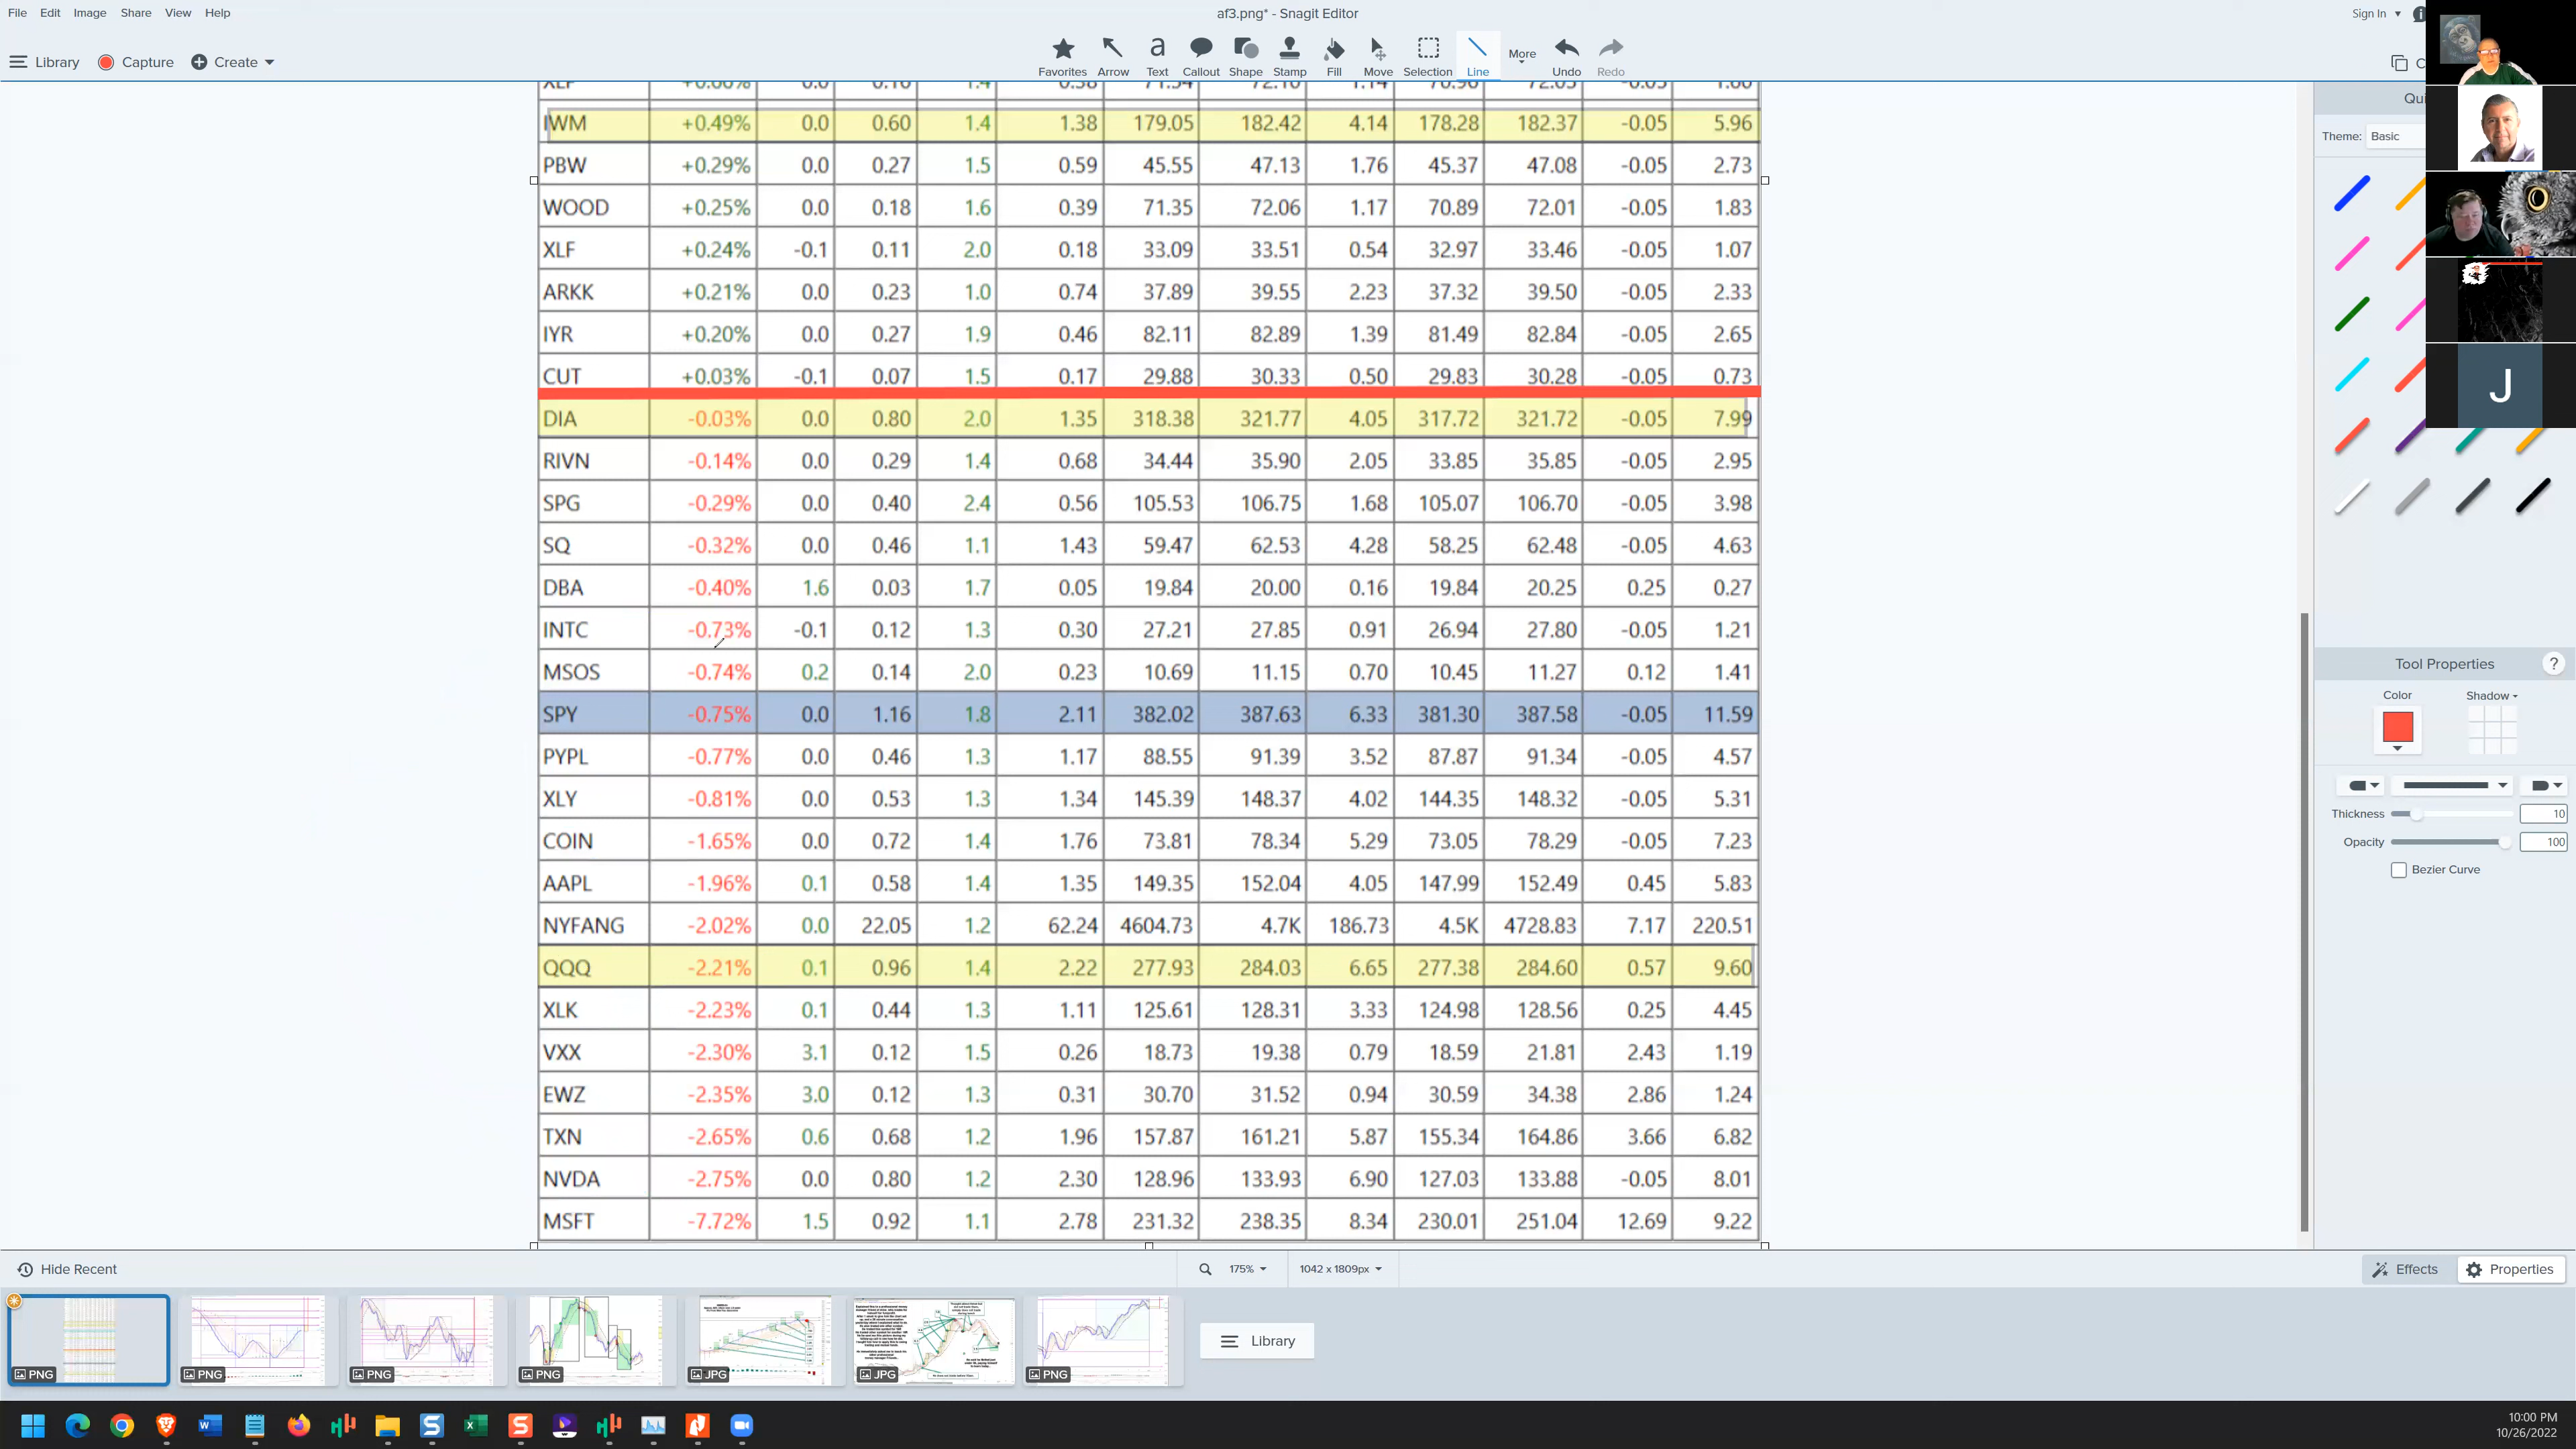 File Edit Image Share View Help
af3.png* - Snagit Editor
Sign In
Library Capture Create
Favorites Arrow Text Callout Shape Stamp Fill Move Selection Line More Undo Redo
IWM +0.49% 0.0 0.60 1.4 1.38 179.05 182.42 4.14 178.28 182.37 -0.05 5.96
PBW +0.29% 0.0 0.27 1.5 0.59 45.55 47.13 1.76 45.37 47.08 -0.05 2.73
WOOD +0.25% 0.0 0.18 1.6 0.39 71.35 72.06 1.17 70.89 72.01 -0.05 1.83
XLF +0.24% -0.1 0.11 2.0 0.18 33.09 33.51 0.54 32.97 33.46 -0.05 1.07
ARKK +0.21% 0.0 0.23 1.0 0.74 37.89 39.55 2.23 37.32 39.50 -0.05 2.33
IYR +0.20% 0.0 0.27 1.9 0.46 82.11 82.89 1.39 81.49 82.84 -0.05 2.65
CUT +0.03% -0.1 0.07 1.5 0.17 29.88 30.33 0.50 29.83 30.28 -0.05 0.73
DIA -0.03% 0.0 0.80 2.0 1.35 318.38 321.77 4.05 317.72 321.72 -0.05 7.99
RIVN -0.14% 0.0 0.29 1.4 0.68 34.44 35.90 2.05 33.85 35.85 -0.05 2.95
SPG -0.29% 0.0 0.40 2.4 0.56 105.53 106.75 1.68 105.07 106.70 -0.05 3.98
SQ -0.32% 0.0 0.46 1.1 1.43 59.47 62.53 4.28 58.25 62.48 -0.05 4.63
DBA -0.40% 1.6 0.03 1.7 0.05 19.84 20.00 0.16 19.84 20.25 0.25 0.27
INTC -0.73% -0.1 0.12 1.3 0.30 27.21 27.85 0.91 26.94 27.80 -0.05 1.21
MSOS -0.74% 0.2 0.14 2.0 0.23 10.69 11.15 0.70 10.45 11.27 0.12 1.41
SPY -0.75% 0.0 1.16 1.8 2.11 382.02 387.63 6.33 381.30 387.58 -0.05 11.59
PYPL -0.77% 0.0 0.46 1.3 1.17 88.55 91.39 3.52 87.87 91.34 -0.05 4.57
XLY -0.81% 0.0 0.53 1.3 1.34 145.39 148.37 4.02 144.35 148.32 -0.05 5.31
COIN -1.65% 0.0 0.72 1.4 1.76 73.81 78.34 5.29 73.05 78.29 -0.05 7.23
AAPL -1.96% 0.1 0.58 1.4 1.35 149.35 152.04 4.05 147.99 152.49 0.45 5.83
NYFANG -2.02% 0.0 22.05 1.2 62.24 4604.73 4.7K 186.73 4.5K 4728.83 7.17 220.51
QQQ -2.21% 0.1 0.96 1.4 2.22 277.93 284.03 6.65 277.38 284.60 0.57 9.60
XLK -2.23% 0.1 0.44 1.3 1.11 125.61 128.31 3.33 124.98 128.56 0.25 4.45
VXX -2.30% 3.1 0.12 1.5 0.26 18.73 19.38 0.79 18.59 21.81 2.43 1.19
EWZ -2.35% 3.0 0.12 1.3 0.31 30.70 31.52 0.94 30.59 34.38 2.86 1.24
TXN -2.65% 0.6 0.68 1.2 1.96 157.87 161.21 5.87 155.34 164.86 3.66 6.82
NVDA -2.75% 0.0 0.80 1.2 2.30 128.96 133.93 6.90 127.03 133.88 -0.05 8.01
MSFT -7.72% 1.5 0.92 1.1 2.78 231.32 238.35 8.34 230.01 251.04 12.69 9.22
Theme: Basic
J
Tool Properties ?
Color Shadow
Thickness 10
Opacity 100
Bezier Curve
Hide Recent
175% 1042 x 1809px
Effects Properties
PNG PNG PNG PNG JPG JPG PNG
Library
10:00 PM
10/26/2022